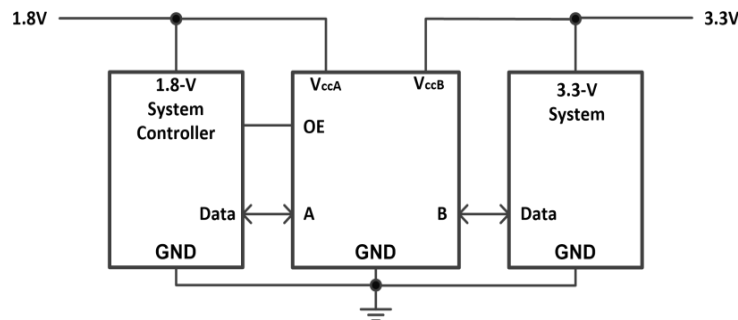 1.8V
3.3V
1.8-V
System
Controller
VccA
VccB
3.3-V
System
OE
Data
A
B
Data
GND
GND
GND